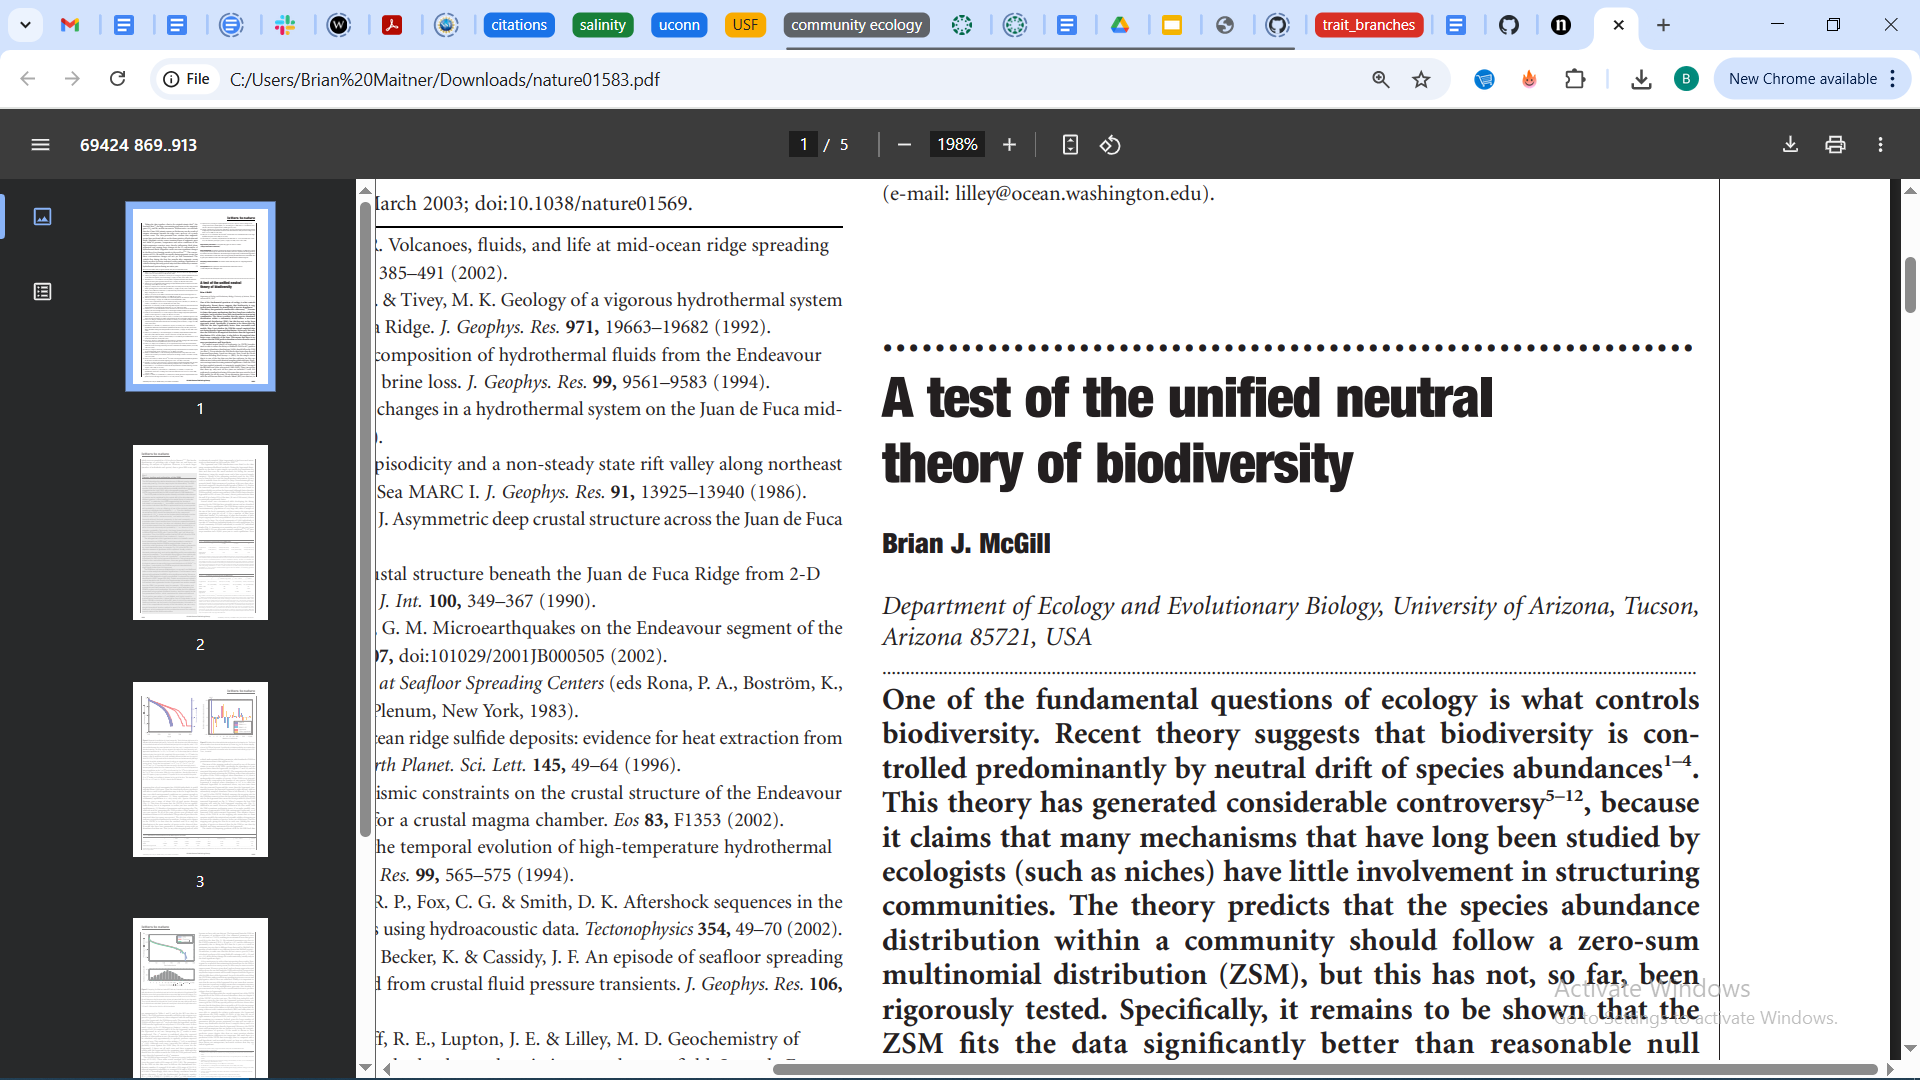 citations
salinity
uconn
USF
community ecology
trait_branches
File
C:/Users/Brian%20Maitner/Downloads/nature01583.pdf
B
New Chrome available
69424 869..913
1 / 5
198%
1
2
3
March 2003; doi:10.1038/nature01569.
R. Volcanoes, fluids, and life at mid-ocean ridge spreading
385–491 (2002).
. & Tivey, M. K. Geology of a vigorous hydrothermal system
a Ridge. J. Geophys. Res. 971, 19663–19682 (1992).
composition of hydrothermal fluids from the Endeavour
brine loss. J. Geophys. Res. 99, 9561–9583 (1994).
changes in a hydrothermal system on the Juan de Fuca mid-
).
pisodicity and a non-steady state rift valley along northeast
Sea MARC I. J. Geophys. Res. 91, 13925–13940 (1986).
J. Asymmetric deep crustal structure across the Juan de Fuca
ustal structure beneath the Juan de Fuca Ridge from 2-D
J. Int. 100, 349–367 (1990).
, G. M. Microearthquakes on the Endeavour segment of the
07, doi:101029/2001JB000505 (2002).
at Seafloor Spreading Centers (eds Rona, P. A., Boström, K.,
Plenum, New York, 1983).
ean ridge sulfide deposits: evidence for heat extraction from
rth Planet. Sci. Lett. 145, 49–64 (1996).
ismic constraints on the crustal structure of the Endeavour
for a crustal magma chamber. Eos 83, F1353 (2002).
he temporal evolution of high-temperature hydrothermal
Res. 99, 565–575 (1994).
R. P., Fox, C. G. & Smith, D. K. Aftershock sequences in the
s using hydroacoustic data. Tectonophysics 354, 49–70 (2002).
Becker, K. & Cassidy, J. F. An episode of seafloor spreading
d from crustal fluid pressure transients. J. Geophys. Res. 106,
ff, R. E., Lupton, J. E. & Lilley, M. D. Geochemistry of
(e-mail: lilley@ocean.washington.edu).
A test of the unified neutral
theory of biodiversity
Brian J. McGill
Department of Ecology and Evolutionary Biology, University of Arizona, Tucson,
Arizona 85721, USA
One of the fundamental questions of ecology is what controls
biodiversity. Recent theory suggests that biodiversity is con-
trolled predominantly by neutral drift of species abundances1–4.
This theory has generated considerable controversy5–12, because
it claims that many mechanisms that have long been studied by
ecologists (such as niches) have little involvement in structuring
communities. The theory predicts that the species abundance
distribution within a community should follow a zero-sum
multinomial distribution (ZSM), but this has not, so far, been
rigorously tested. Specifically, it remains to be shown that the
ZSM fits the data significantly better than reasonable null
Activate Windows
Go to Settings to activate Windows.